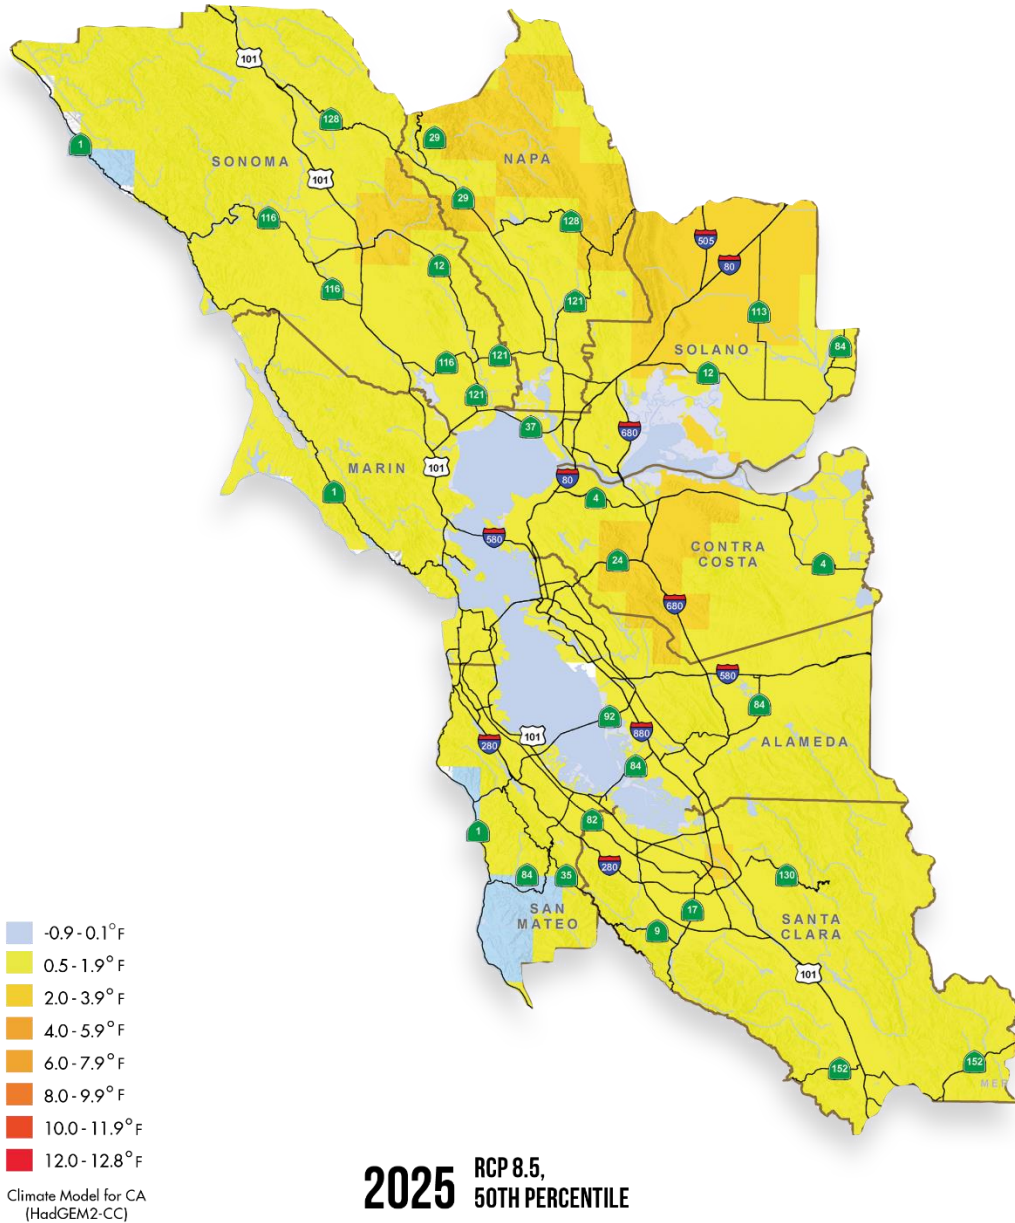 101
128
29
1
SONOMA
NAPA
101
29
116
128
505
80
12
116
121
113
SOLANO
84
116
121
12
121
37
680
MARIN
101
80
1
4
580
CONTRA
COSTA
24
4
680
580
84
92
101
880
280
ALAMEDA
84
1
82
280
84
35
130
17
SAN
MATEO
SANTA
CLARA
9
101
152
152
MER
-0.9 - 0.1°F
0.5 - 1.9°F
2.0 - 3.9°F
4.0 - 5.9°F
6.0 - 7.9°F
8.0 - 9.9°F
10.0 - 11.9°F
12.0 - 12.8°F
Climate Model for CA
(HadGEM2-CC)
2025 RCP 8.5,
50TH PERCENTILE